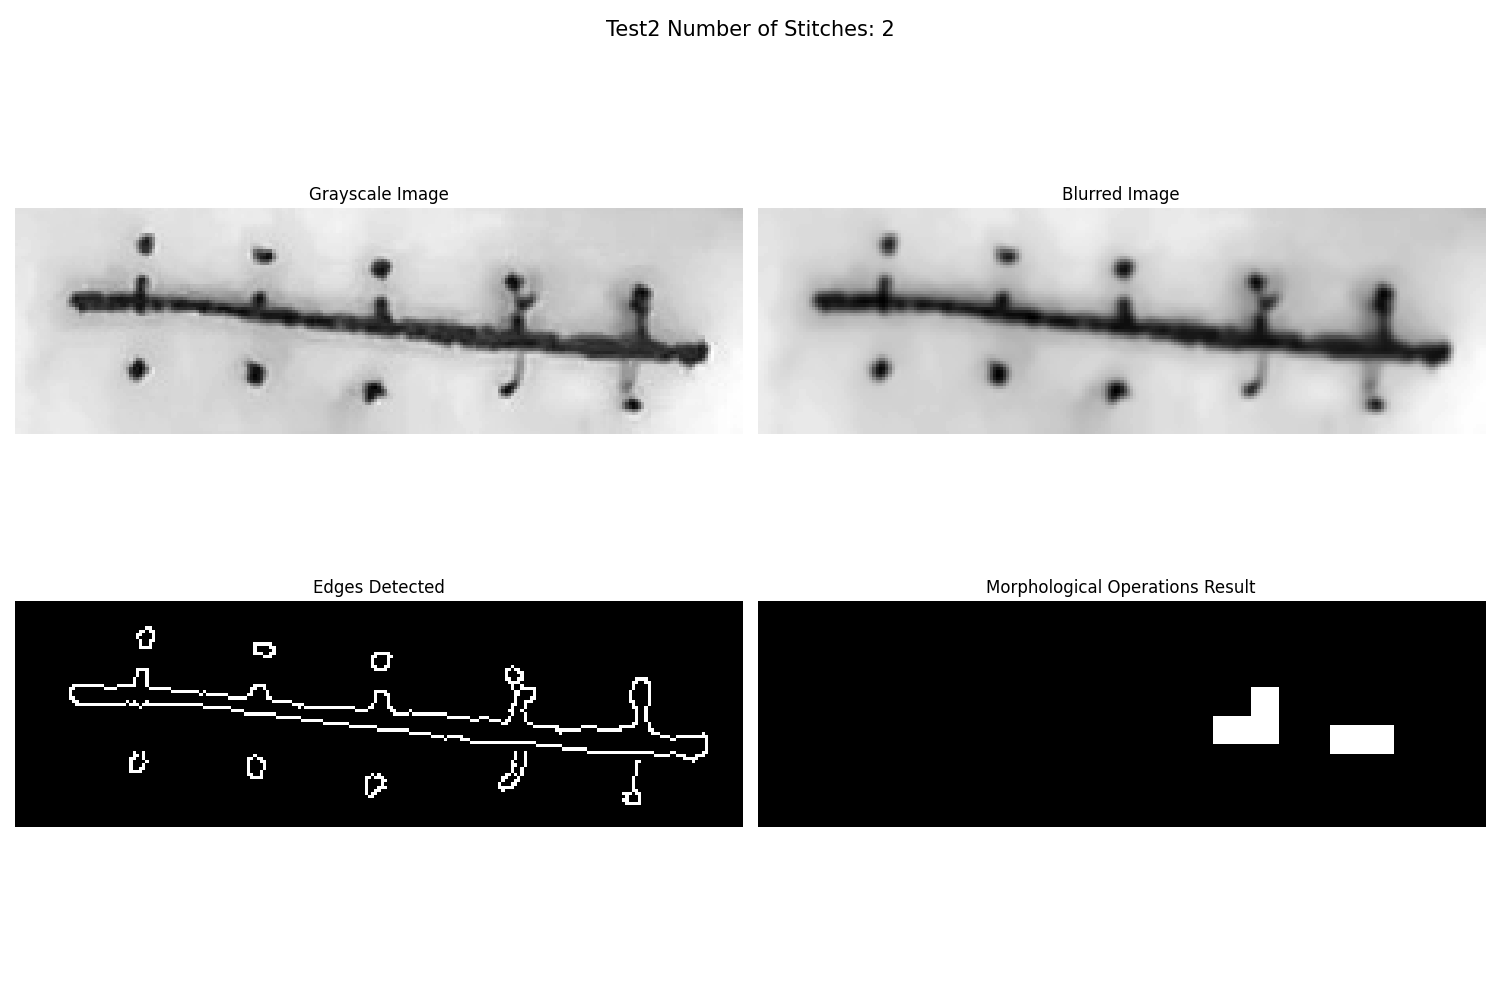 Test2 Number of Stitches: 2
Grayscale Image
Blurred Image
Edges Detected
Morphological Operations Result